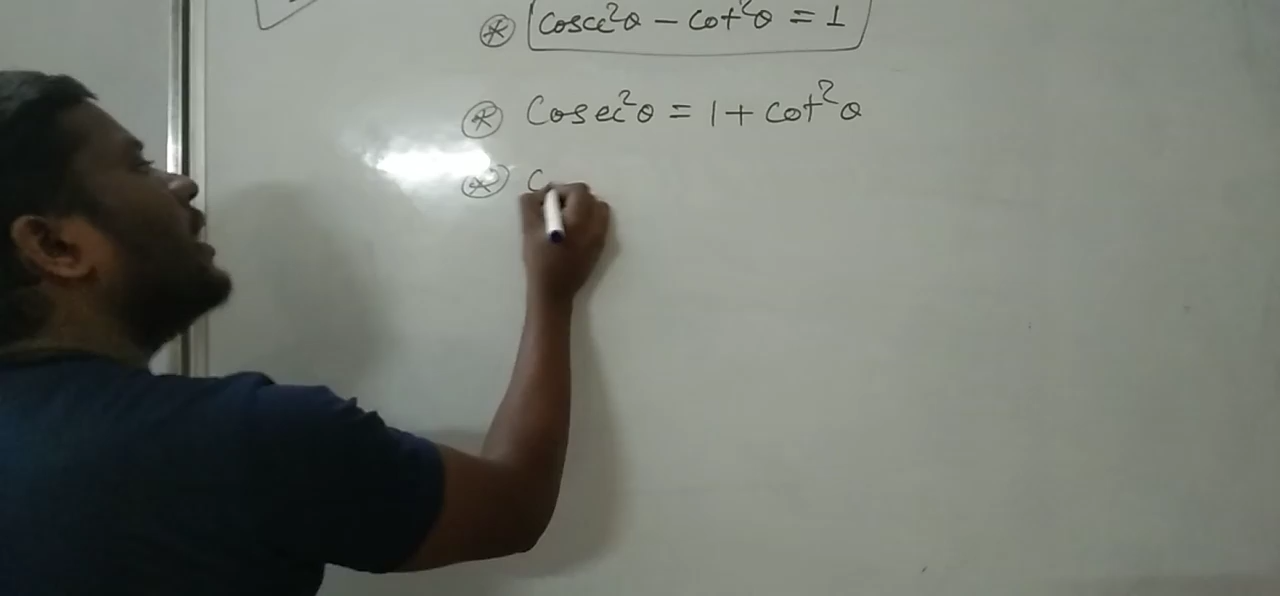 ⊛ cosec²θ - cot²θ = 1
⊛ Cosec²θ = 1 + cot²θ
⊛ C